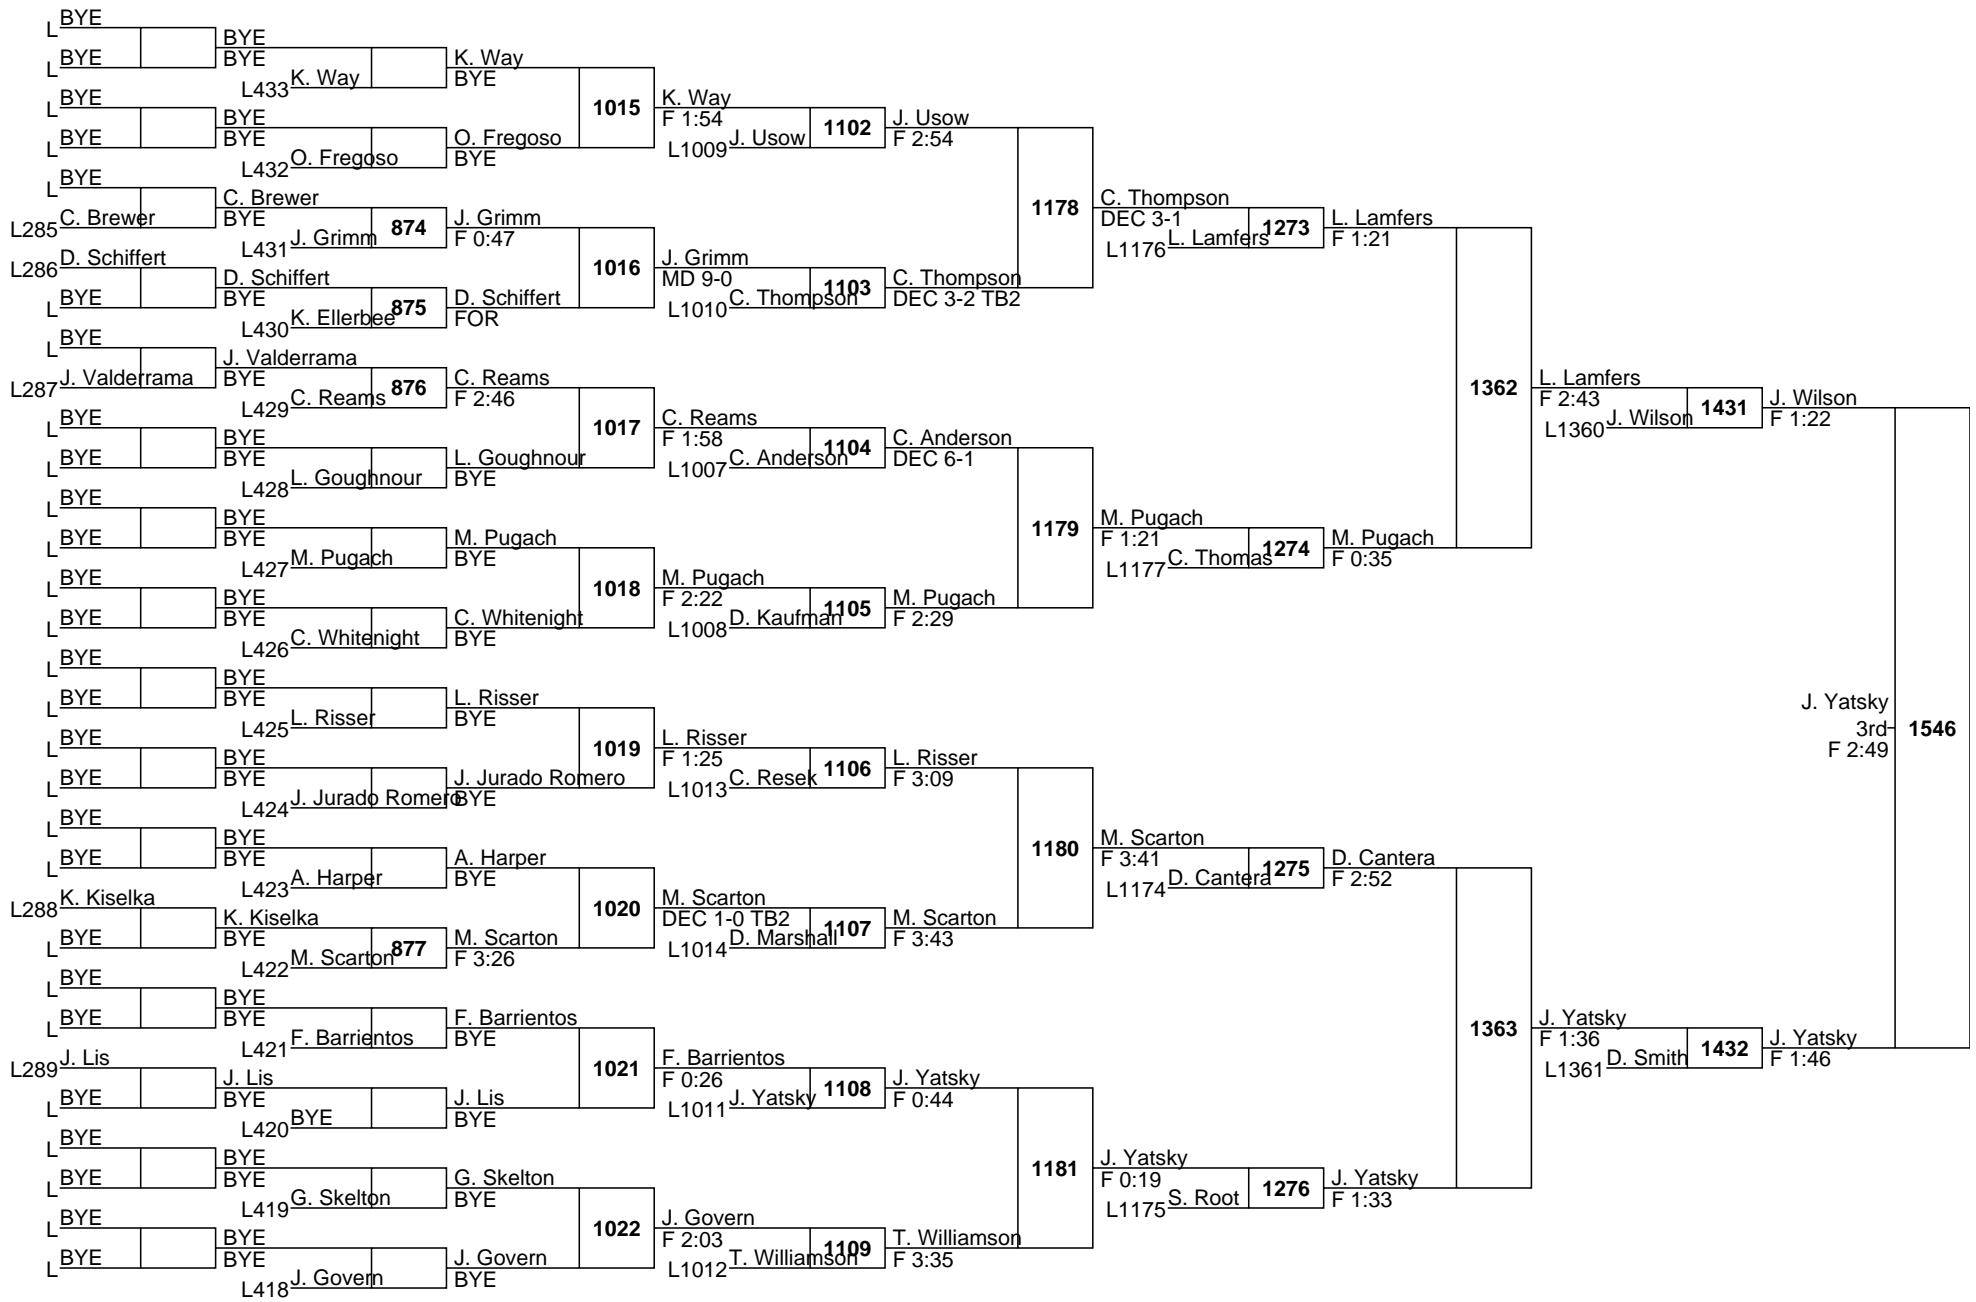 BYE
L
BYE
L
BYE
BYE
L433 K. Way
K. Way
BYE
BYE
L
BYE
L
BYE
BYE
L432 O. Fregoso
O. Fregoso
BYE
1015
K. Way
F 1:54
L1009 J. Usow
1102
J. Usow
F 2:54
BYE
L
L285 C. Brewer
C. Brewer
BYE
L431 J. Grimm
874
J. Grimm
F 0:47
L286 D. Schiffert
BYE
L
D. Schiffert
BYE
L430 K. Ellerbee
875
D. Schiffert
FOR
1016
J. Grimm
MD 9-0
L1010 C. Thompson
1103
C. Thompson
DEC 3-2 TB2
1178
C. Thompson
DEC 3-1
L1176 L. Lamfers
1273
L. Lamfers
F 1:21
BYE
L
L287 J. Valderrama
J. Valderrama
BYE
L429 C. Reams
876
C. Reams
F 2:46
BYE
L
BYE
L
BYE
BYE
L428 L. Goughnour
L. Goughnour
BYE
1017
C. Reams
F 1:58
L1007 C. Anderson
1104
C. Anderson
DEC 6-1
BYE
L
BYE
L
BYE
BYE
L427 M. Pugach
M. Pugach
BYE
BYE
L
BYE
L
BYE
BYE
L426 C. Whitenight
C. Whitenight
BYE
1018
M. Pugach
F 2:22
L1008 D. Kaufman
1105
M. Pugach
F 2:29
1179
M. Pugach
F 1:21
L1177 C. Thomas
1274
M. Pugach
F 0:35
1362
L. Lamfers
F 2:43
L1360 J. Wilson
1431
J. Wilson
F 1:22
BYE
L
BYE
L
BYE
BYE
L425 L. Risser
L. Risser
BYE
BYE
L
BYE
L
BYE
BYE
L424 J. Jurado Romero
J. Jurado Romero
BYE
1019
L. Risser
F 1:25
L1013 C. Resek
1106
L. Risser
F 3:09
BYE
L
BYE
L
BYE
BYE
L423 A. Harper
A. Harper
BYE
L288 K. Kiselka
BYE
L
K. Kiselka
BYE
L422 M. Scarton
877
M. Scarton
F 3:26
1020
M. Scarton
DEC 1-0 TB2
L1014 D. Marshall
1107
M. Scarton
F 3:43
1180
M. Scarton
F 3:41
L1174 D. Cantera
1275
D. Cantera
F 2:52
BYE
L
BYE
L
BYE
BYE
L421 F. Barrientos
F. Barrientos
BYE
L289 J. Lis
BYE
L
J. Lis
BYE
L420 BYE
J. Lis
BYE
1021
F. Barrientos
F 0:26
L1011 J. Yatsky
1108
J. Yatsky
F 0:44
BYE
L
BYE
L
BYE
BYE
L419 G. Skelton
G. Skelton
BYE
BYE
L
BYE
L
BYE
BYE
L418 J. Govern
J. Govern
BYE
1022
J. Govern
F 2:03
L1012 T. Williamson
1109
T. Williamson
F 3:35
1181
J. Yatsky
F 0:19
L1175 S. Root
1276
J. Yatsky
F 1:33
1363
J. Yatsky
F 1:36
L1361 D. Smith
1432
J. Yatsky
F 1:46
J. Yatsky
3rd
F 2:49
1546